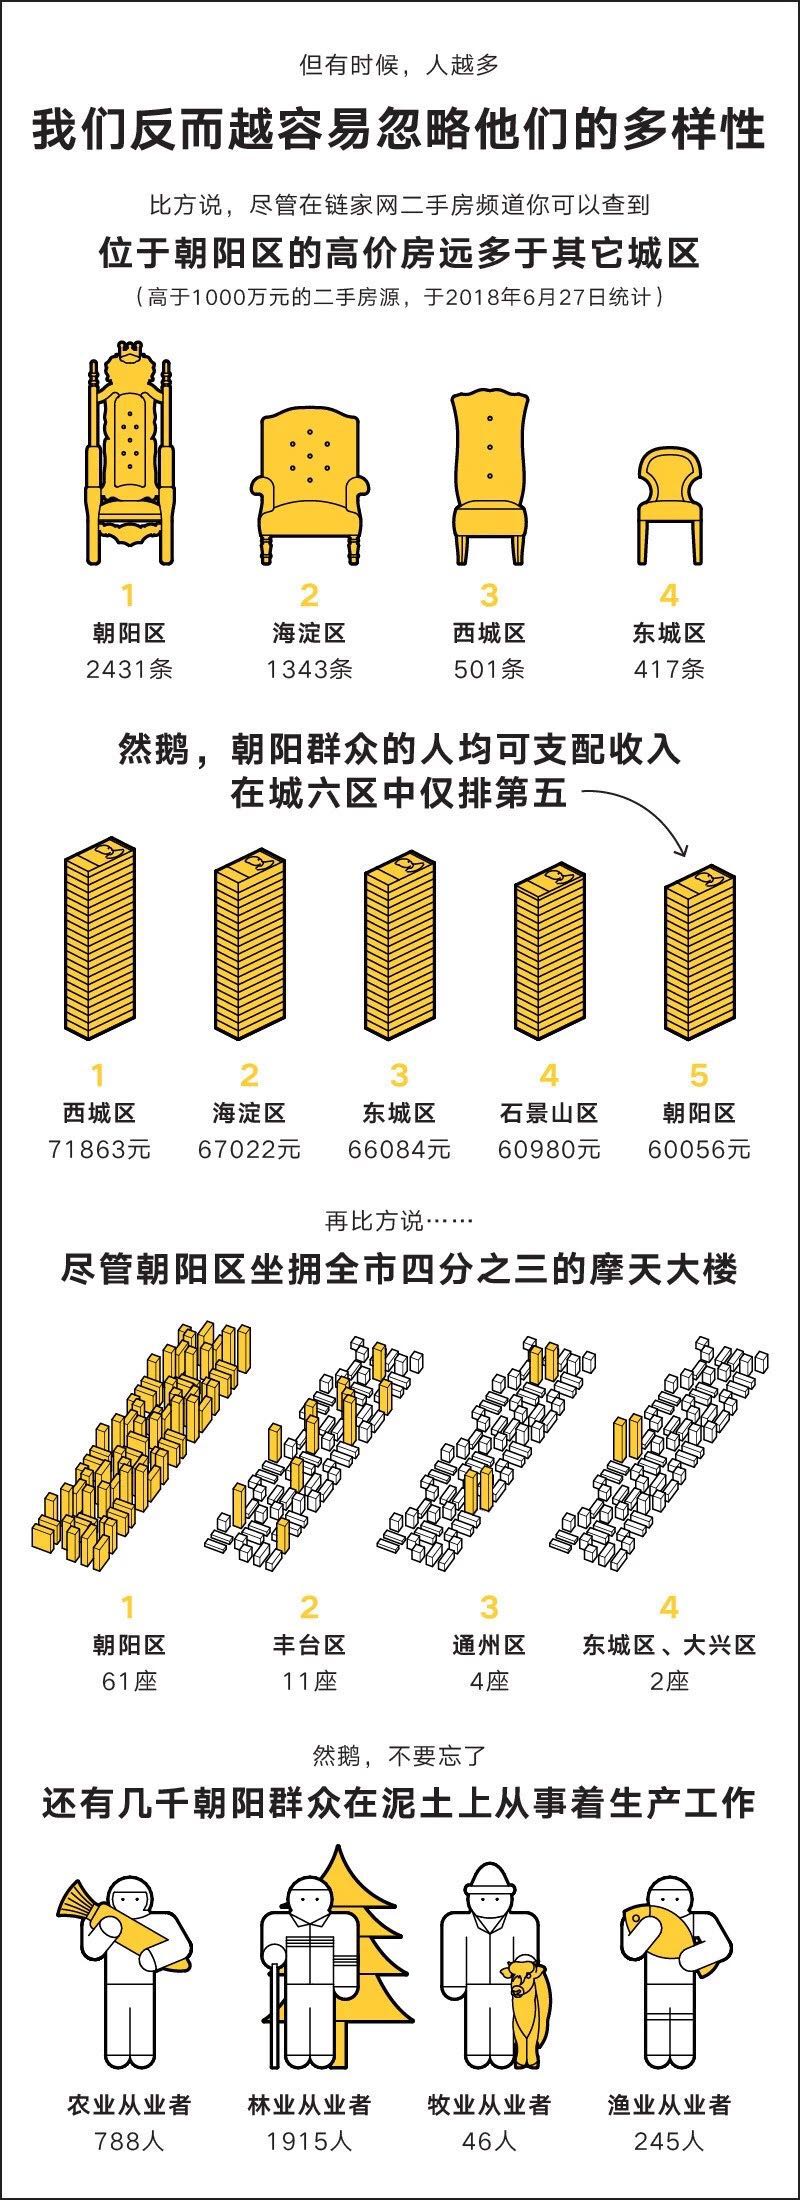 但有时候，人越多
我们反而越容易忽略他们的多样性
比方说，尽管在链家网二手房频道你可以查到
位于朝阳区的高价房远多于其它城区
（高于1000万元的二手房源，于2018年6月27日统计）
1 2 3 4
朝阳区 海淀区 西城区 东城区
2431条 1343条 501条 417条
然鹅，朝阳群众的人均可支配收入
在城六区中仅排第五
1 2 3 4 5
西城区 海淀区 东城区 石景山区 朝阳区
71863元 67022元 66084元 60980元 60056元
再比方说……
尽管朝阳区坐拥全市四分之三的摩天大楼
1 2 3 4
朝阳区 丰台区 通州区 东城区、大兴区
61座 11座 4座 2座
然鹅，不要忘了
还有几千朝阳群众在泥土上从事着生产工作
农业从业者 林业从业者 牧业从业者 渔业从业者
788人 1915人 46人 245人